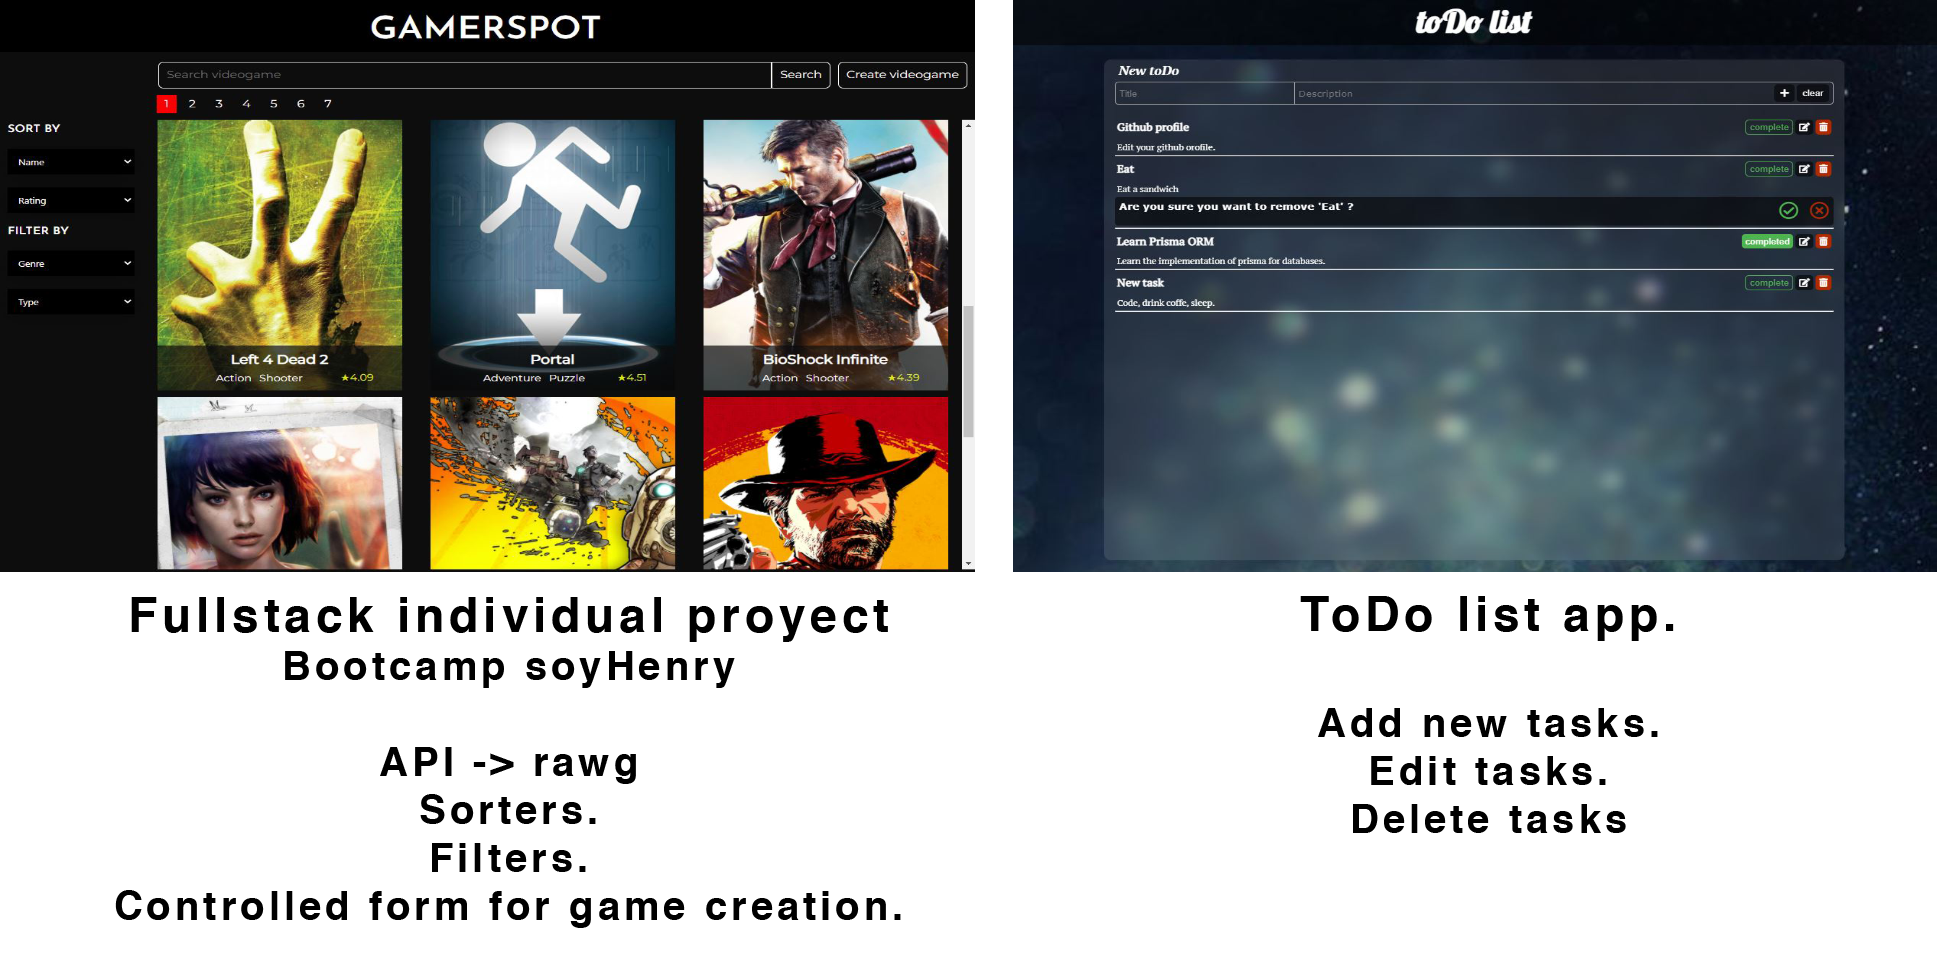 GAMERSPOT
Search videogame
Search
Create videogame
1 2 3 4 5 6 7
SORT BY
Name
Rating
FILTER BY
Genre
Type
Left 4 Dead 2
Action Shooter ★4.09
Portal
Adventure Puzzle ★4.51
BioShock Infinite
Action Shooter ★4.39
Fullstack individual proyect
Bootcamp soyHenry
API -> rawg
Sorters.
Filters.
Controlled form for game creation.
toDo list
New toDo
Title
Description
+ clear
Github profile
complete
Edit your github orofile.
Eat
complete
Eat a sandwich
Are you sure you want to remove 'Eat' ?
Learn Prisma ORM
completed
Learn the implementation of prisma for databases.
New task
complete
Code, drink coffe, sleep.
ToDo list app.
Add new tasks.
Edit tasks.
Delete tasks